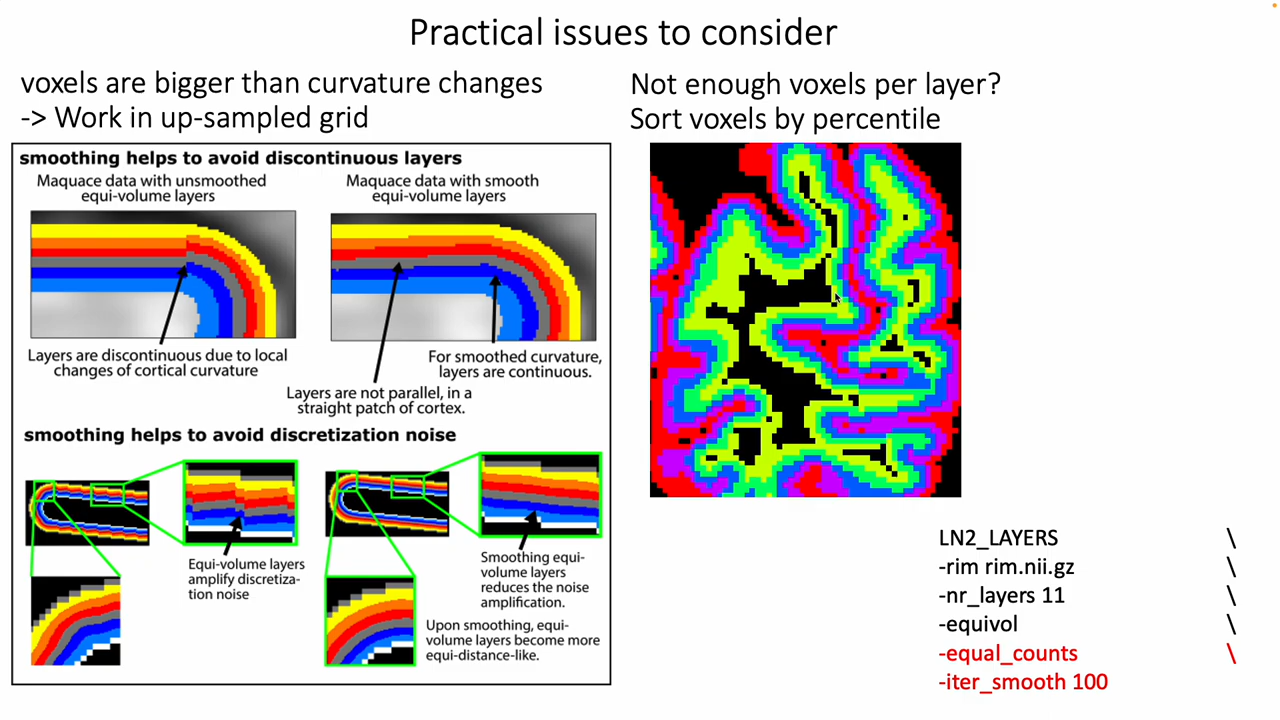 Practical issues to consider
voxels are bigger than curvature changes
-> Work in up-sampled grid
smoothing helps to avoid discontinuous layers
Maquace data with unsmoothed
equi-volume layers
Maquace data with smooth
equi-volume layers
Layers are discontinuous due to local
changes of cortical curvature
For smoothed curvature,
layers are continuous.
Layers are not parallel, in a
straight patch of cortex.
smoothing helps to avoid discretization noise
Equi-volume layers
amplify discretiza-
tion noise
Smoothing equi-
volume layers
reduces the noise
amplification.
Upon smoothing, equi-
volume layers become more
equi-distance-like.
Not enough voxels per layer?
Sort voxels by percentile
LN2_LAYERS \
-rim rim.nii.gz \
-nr_layers 11 \
-equivol \
-equal_counts \
-iter_smooth 100